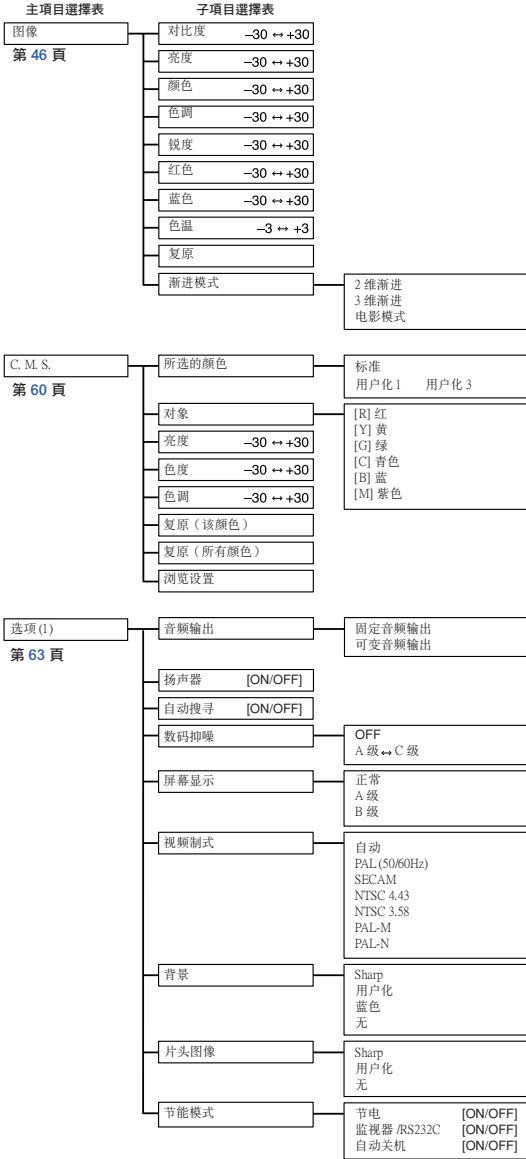 主項目選擇表 子項目選擇表
图像
第 46 頁
对比度 –30 ↔ +30
亮度 –30 ↔ +30
颜色 –30 ↔ +30
色调 –30 ↔ +30
锐度 –30 ↔ +30
红色 –30 ↔ +30
蓝色 –30 ↔ +30
色温 –3 ↔ +3
复原
渐进模式
2 维渐进
3 维渐进
电影模式
C. M. S.
第 60 頁
所选的颜色
标准
用户化 1 用户化 3
对象
[R] 红
[Y] 黄
[G] 绿
[C] 青色
[B] 蓝
[M] 紫色
亮度 –30 ↔ +30
色度 –30 ↔ +30
色调 –30 ↔ +30
复原（该颜色）
复原（所有颜色）
浏览设置
选项 (1)
第 63 頁
音频输出
固定音频输出
可变音频输出
扬声器 [ON/OFF]
自动搜寻 [ON/OFF]
数码抑噪
OFF
A 级 ↔ C 级
屏幕显示
正常
A 级
B 级
视频制式
自动
PAL (50/60Hz)
SECAM
NTSC 4.43
NTSC 3.58
PAL-M
PAL-N
背景
Sharp
用户化
蓝色
无
片头图像
Sharp
用户化
无
节能模式
节电 [ON/OFF]
监视器 /RS232C [ON/OFF]
自动关机 [ON/OFF]